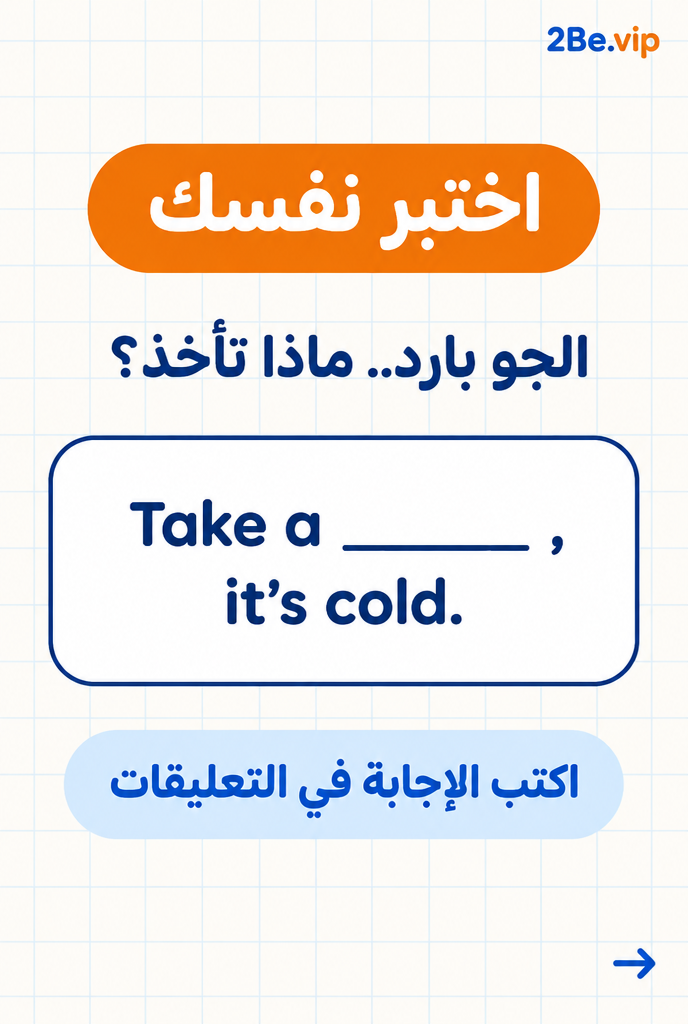 2Be.vip
اختبر نفسك
الجو بارد.. ماذا تأخذ؟
Take a ______ ,
it’s cold.
اكتب الإجابة في التعليقات
→